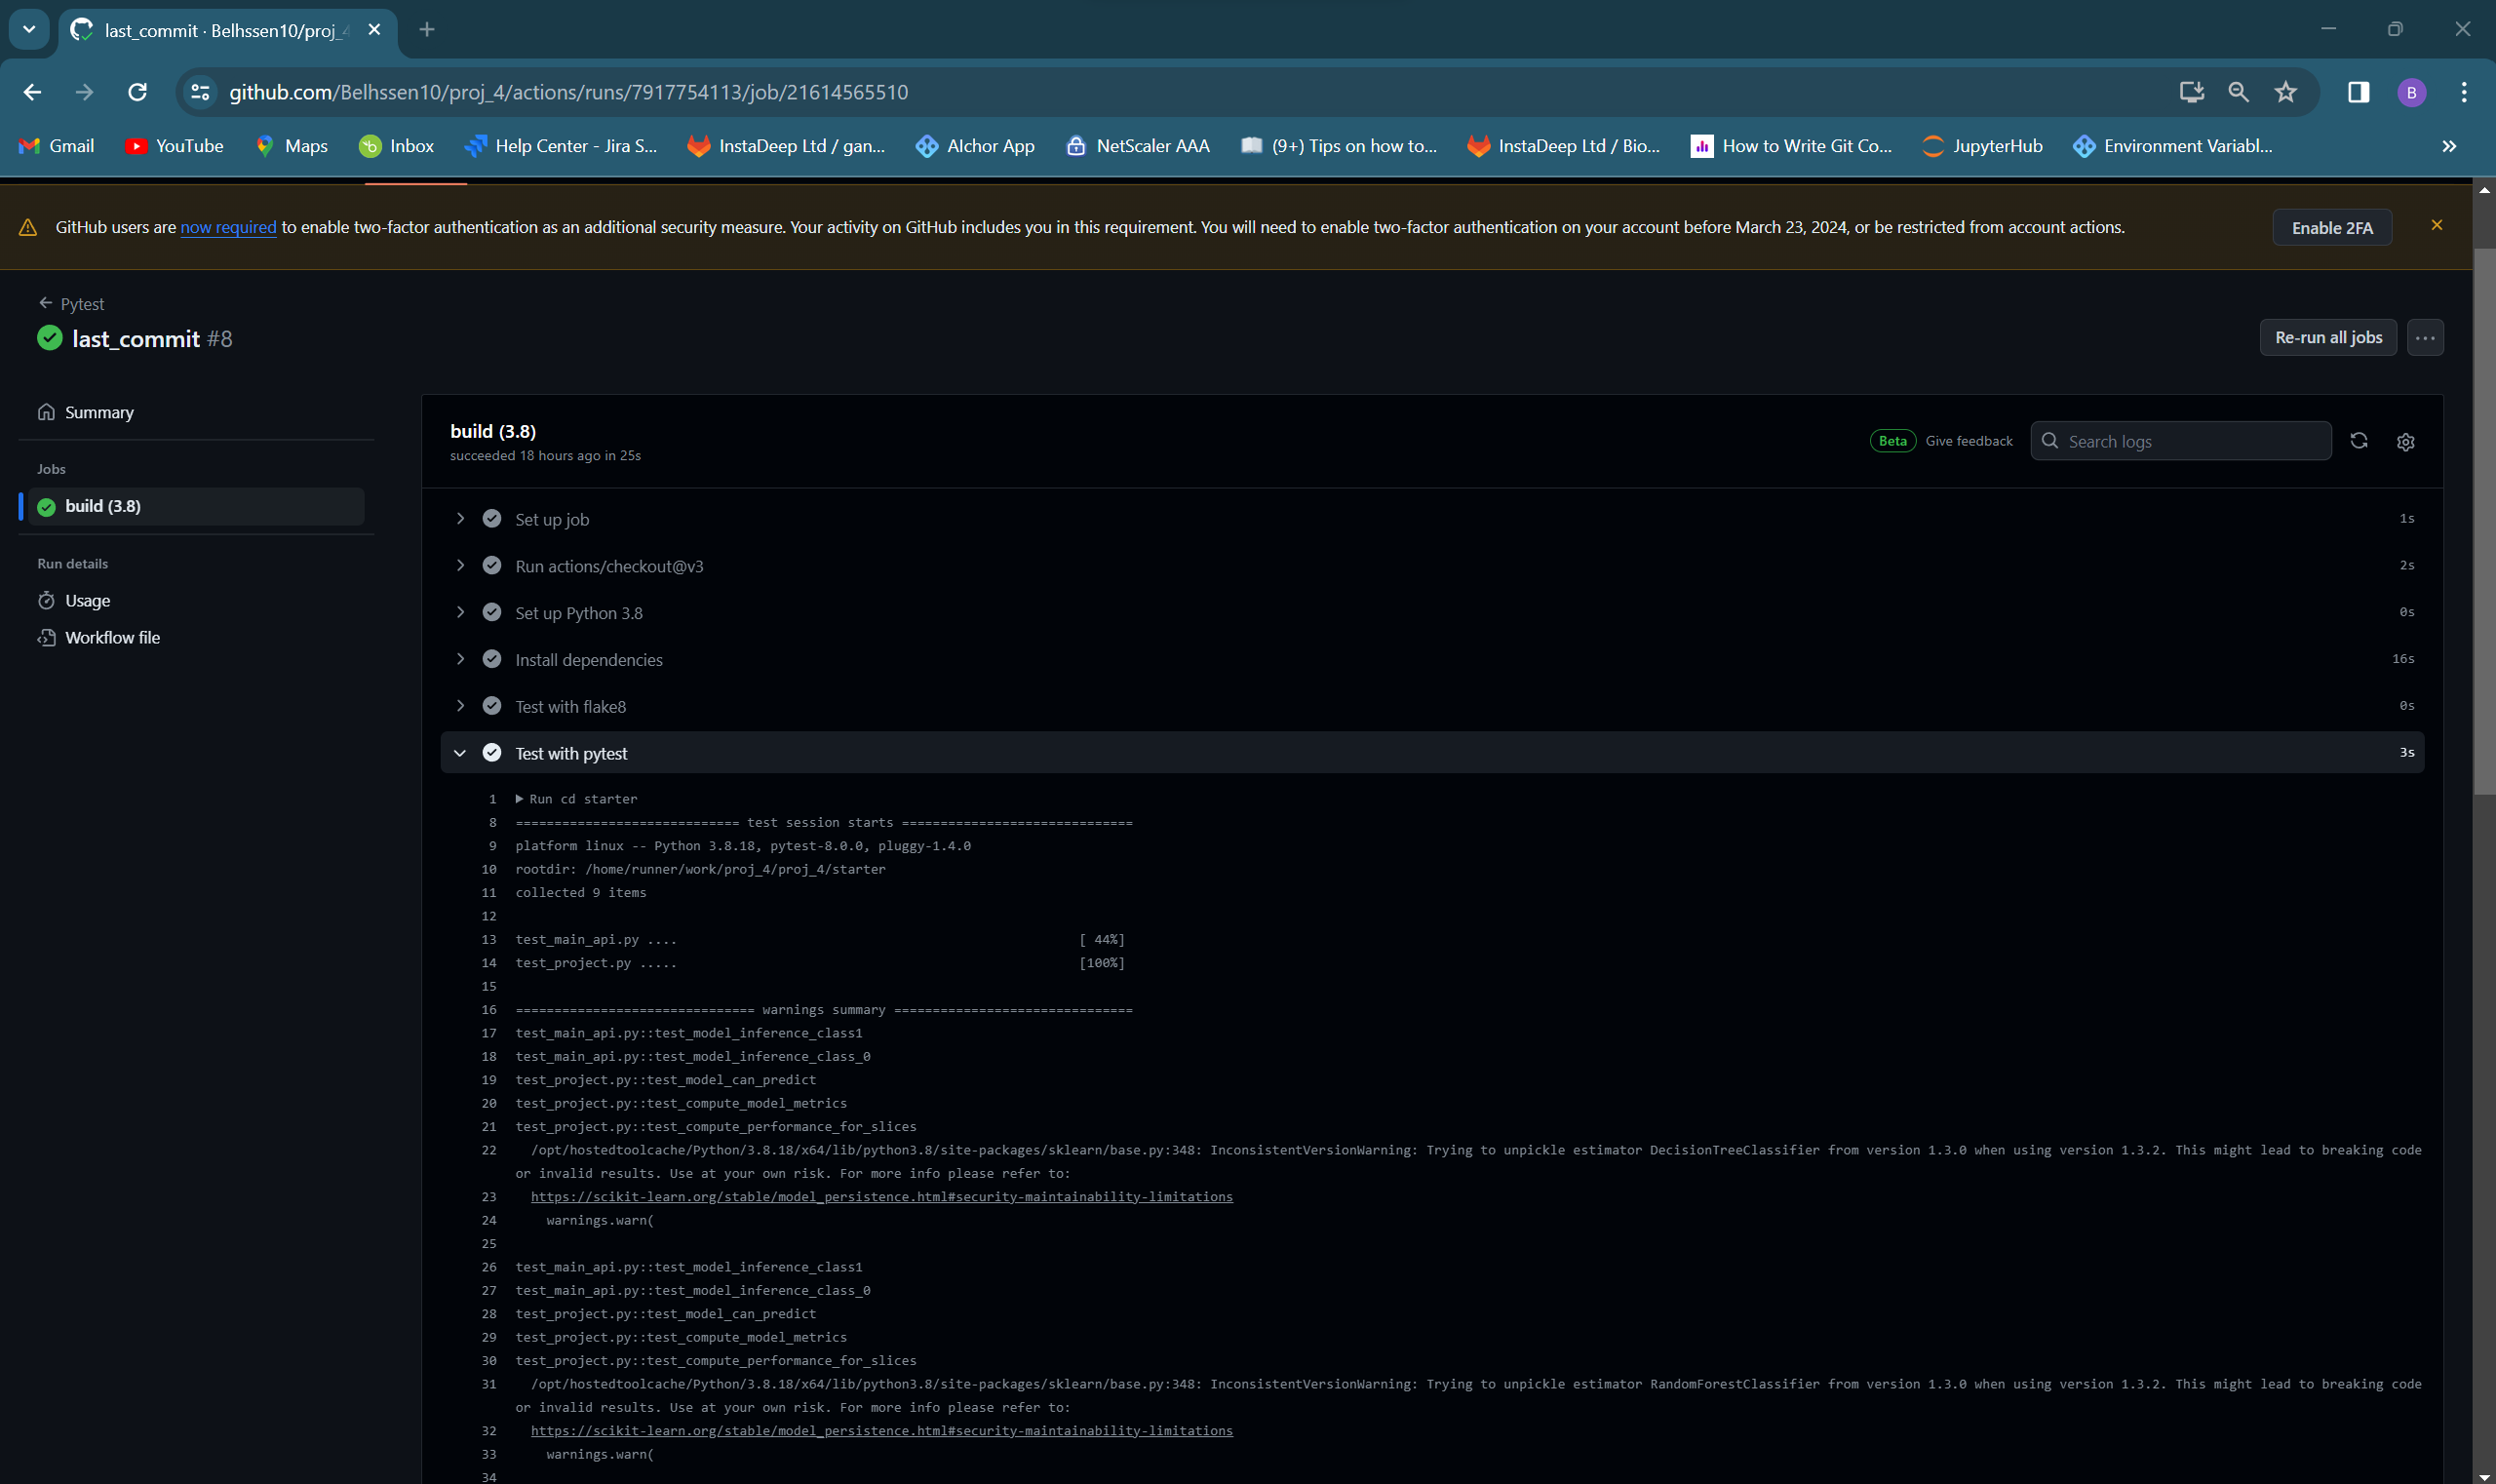 last_commit · Belhssen10/proj_4
github.com/Belhssen10/proj_4/actions/runs/7917754113/job/21614565510
B
Gmail YouTube Maps Inbox Help Center - Jira S... InstaDeep Ltd / gan... AIchor App NetScaler AAA (9+) Tips on how to... InstaDeep Ltd / Bio... How to Write Git Co... JupyterHub Environment Variabl... »
GitHub users are now required to enable two-factor authentication as an additional security measure. Your activity on GitHub includes you in this requirement. You will need to enable two-factor authentication on your account before March 23, 2024, or be restricted from account actions.
Enable 2FA
Pytest
last_commit #8
Re-run all jobs
Summary
Jobs
build (3.8)
Run details
Usage
Workflow file
build (3.8)
succeeded 18 hours ago in 25s
Beta Give feedback
Search logs
Set up job 1s
Run actions/checkout@v3 2s
Set up Python 3.8 0s
Install dependencies 16s
Test with flake8 0s
Test with pytest 3s
1 Run cd starter
8 ============================= test session starts ==============================
9 platform linux -- Python 3.8.18, pytest-8.0.0, pluggy-1.4.0
10 rootdir: /home/runner/work/proj_4/proj_4/starter
11 collected 9 items
12
13 test_main_api.py .... [ 44%]
14 test_project.py ..... [100%]
15
16 =============================== warnings summary ===============================
17 test_main_api.py::test_model_inference_class1
18 test_main_api.py::test_model_inference_class_0
19 test_project.py::test_model_can_predict
20 test_project.py::test_compute_model_metrics
21 test_project.py::test_compute_performance_for_slices
22 /opt/hostedtoolcache/Python/3.8.18/x64/lib/python3.8/site-packages/sklearn/base.py:348: InconsistentVersionWarning: Trying to unpickle estimator DecisionTreeClassifier from version 1.3.0 when using version 1.3.2. This might lead to breaking code
or invalid results. Use at your own risk. For more info please refer to:
23 https://scikit-learn.org/stable/model_persistence.html#security-maintainability-limitations
24 warnings.warn(
25
26 test_main_api.py::test_model_inference_class1
27 test_main_api.py::test_model_inference_class_0
28 test_project.py::test_model_can_predict
29 test_project.py::test_compute_model_metrics
30 test_project.py::test_compute_performance_for_slices
31 /opt/hostedtoolcache/Python/3.8.18/x64/lib/python3.8/site-packages/sklearn/base.py:348: InconsistentVersionWarning: Trying to unpickle estimator RandomForestClassifier from version 1.3.0 when using version 1.3.2. This might lead to breaking code
or invalid results. Use at your own risk. For more info please refer to:
32 https://scikit-learn.org/stable/model_persistence.html#security-maintainability-limitations
33 warnings.warn(
34